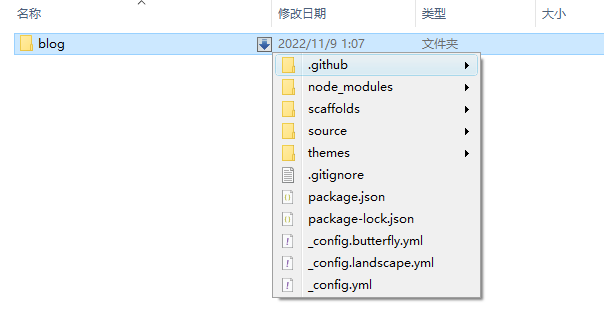 名称 修改日期 类型 大小
blog 2022/11/9 1:07 文件夹
.github
node_modules
scaffolds
source
themes
.gitignore
package.json
package-lock.json
_config.butterfly.yml
_config.landscape.yml
_config.yml